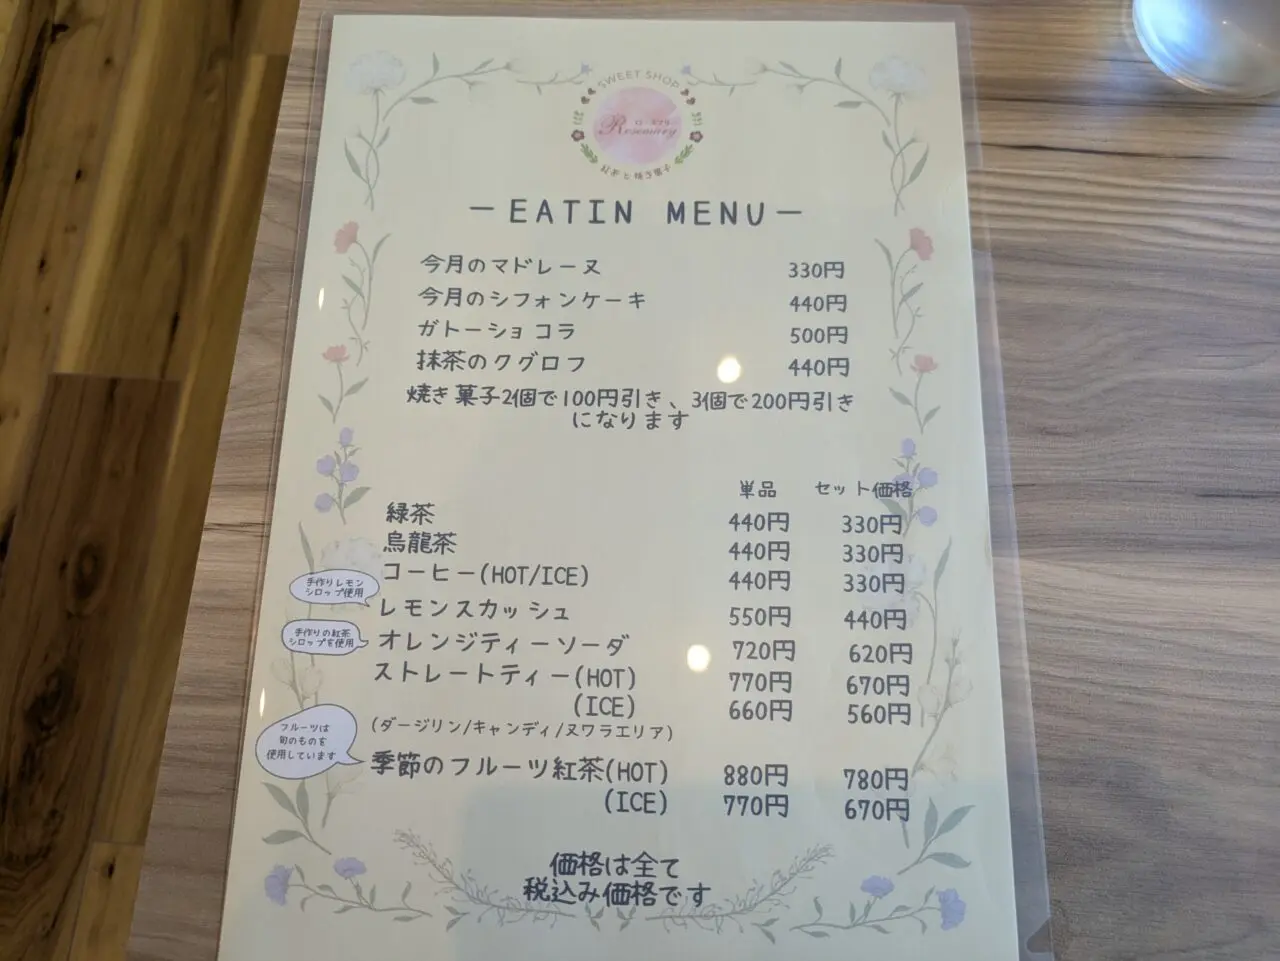 SWEET SHOP
ローズマリ
Rosemary
紅茶と焼き菓子
－EATIN MENU－
今月のマドレーヌ 330円
今月のシフォンケーキ 440円
ガトーショコラ 500円
抹茶のクグロフ 440円
焼き菓子2個で100円引き、3個で200円引き
になります
単品 セット価格
緑茶 440円 330円
烏龍茶 440円 330円
コーヒー(HOT/ICE) 440円 330円
手作りレモン
シロップ使用
レモンスカッシュ 550円 440円
手作りの紅茶
シロップを使用
オレンジティーソーダ 720円 620円
ストレートティー(HOT) 770円 670円
(ICE) 660円 560円
(ダージリン/キャンディ/ヌワラエリア)
フルーツは
旬のものを
使用しています
季節のフルーツ紅茶(HOT) 880円 780円
(ICE) 770円 670円
価格は全て
税込み価格です